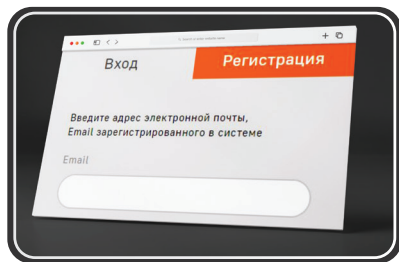 Вход
Регистрация
Введите адрес электронной почты,
Email зарегистрированного в системе
Email